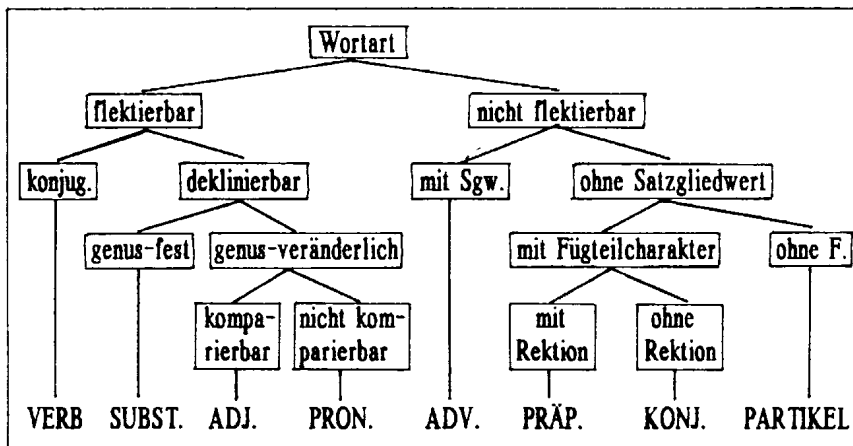 Wortart
flektierbar
nicht flektierbar
konjug.
deklinierbar
mit Sgw.
ohne Satzgliedwert
genus-fest
genus-veränderlich
mit Fügteilcharakter
ohne F.
kompa-
rierbar
nicht kom-
parierbar
mit
Rektion
ohne
Rektion
VERB SUBST. ADJ. PRON. ADV. PRÄP. KONJ. PARTIKEL